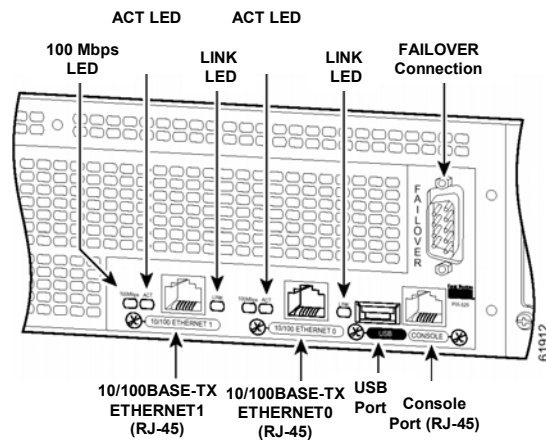 ACT LED
ACT LED
100 Mbps
LED
LINK
LED
LINK
LED
FAILOVER
Connection
FAILOVER
100Mbps
ACT
LINK
100Mbps
ACT
LINK
PIX-525
10/100 ETHERNET 1
10/100 ETHERNET 0
USB
CONSOLE
61912
10/100BASE-TX
ETHERNET1
(RJ-45)
10/100BASE-TX
ETHERNET0
(RJ-45)
USB
Port
Console
Port (RJ-45)